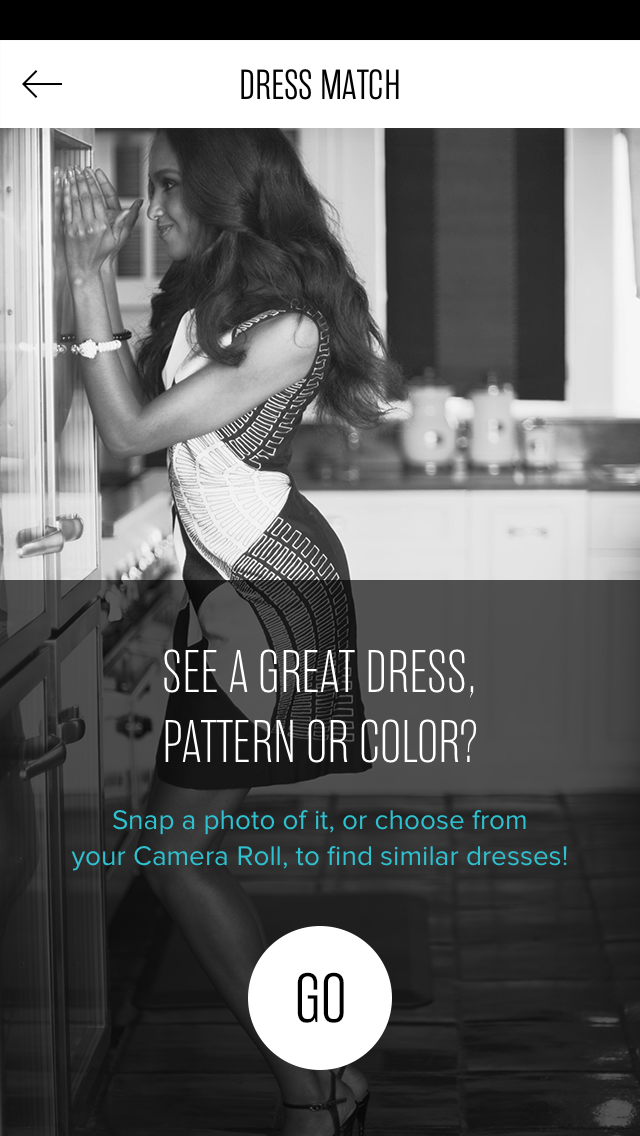 DRESS MATCH
SEE A GREAT DRESS,
PATTERN OR COLOR?
Snap a photo of it, or choose from
your Camera Roll, to find similar dresses!
GO